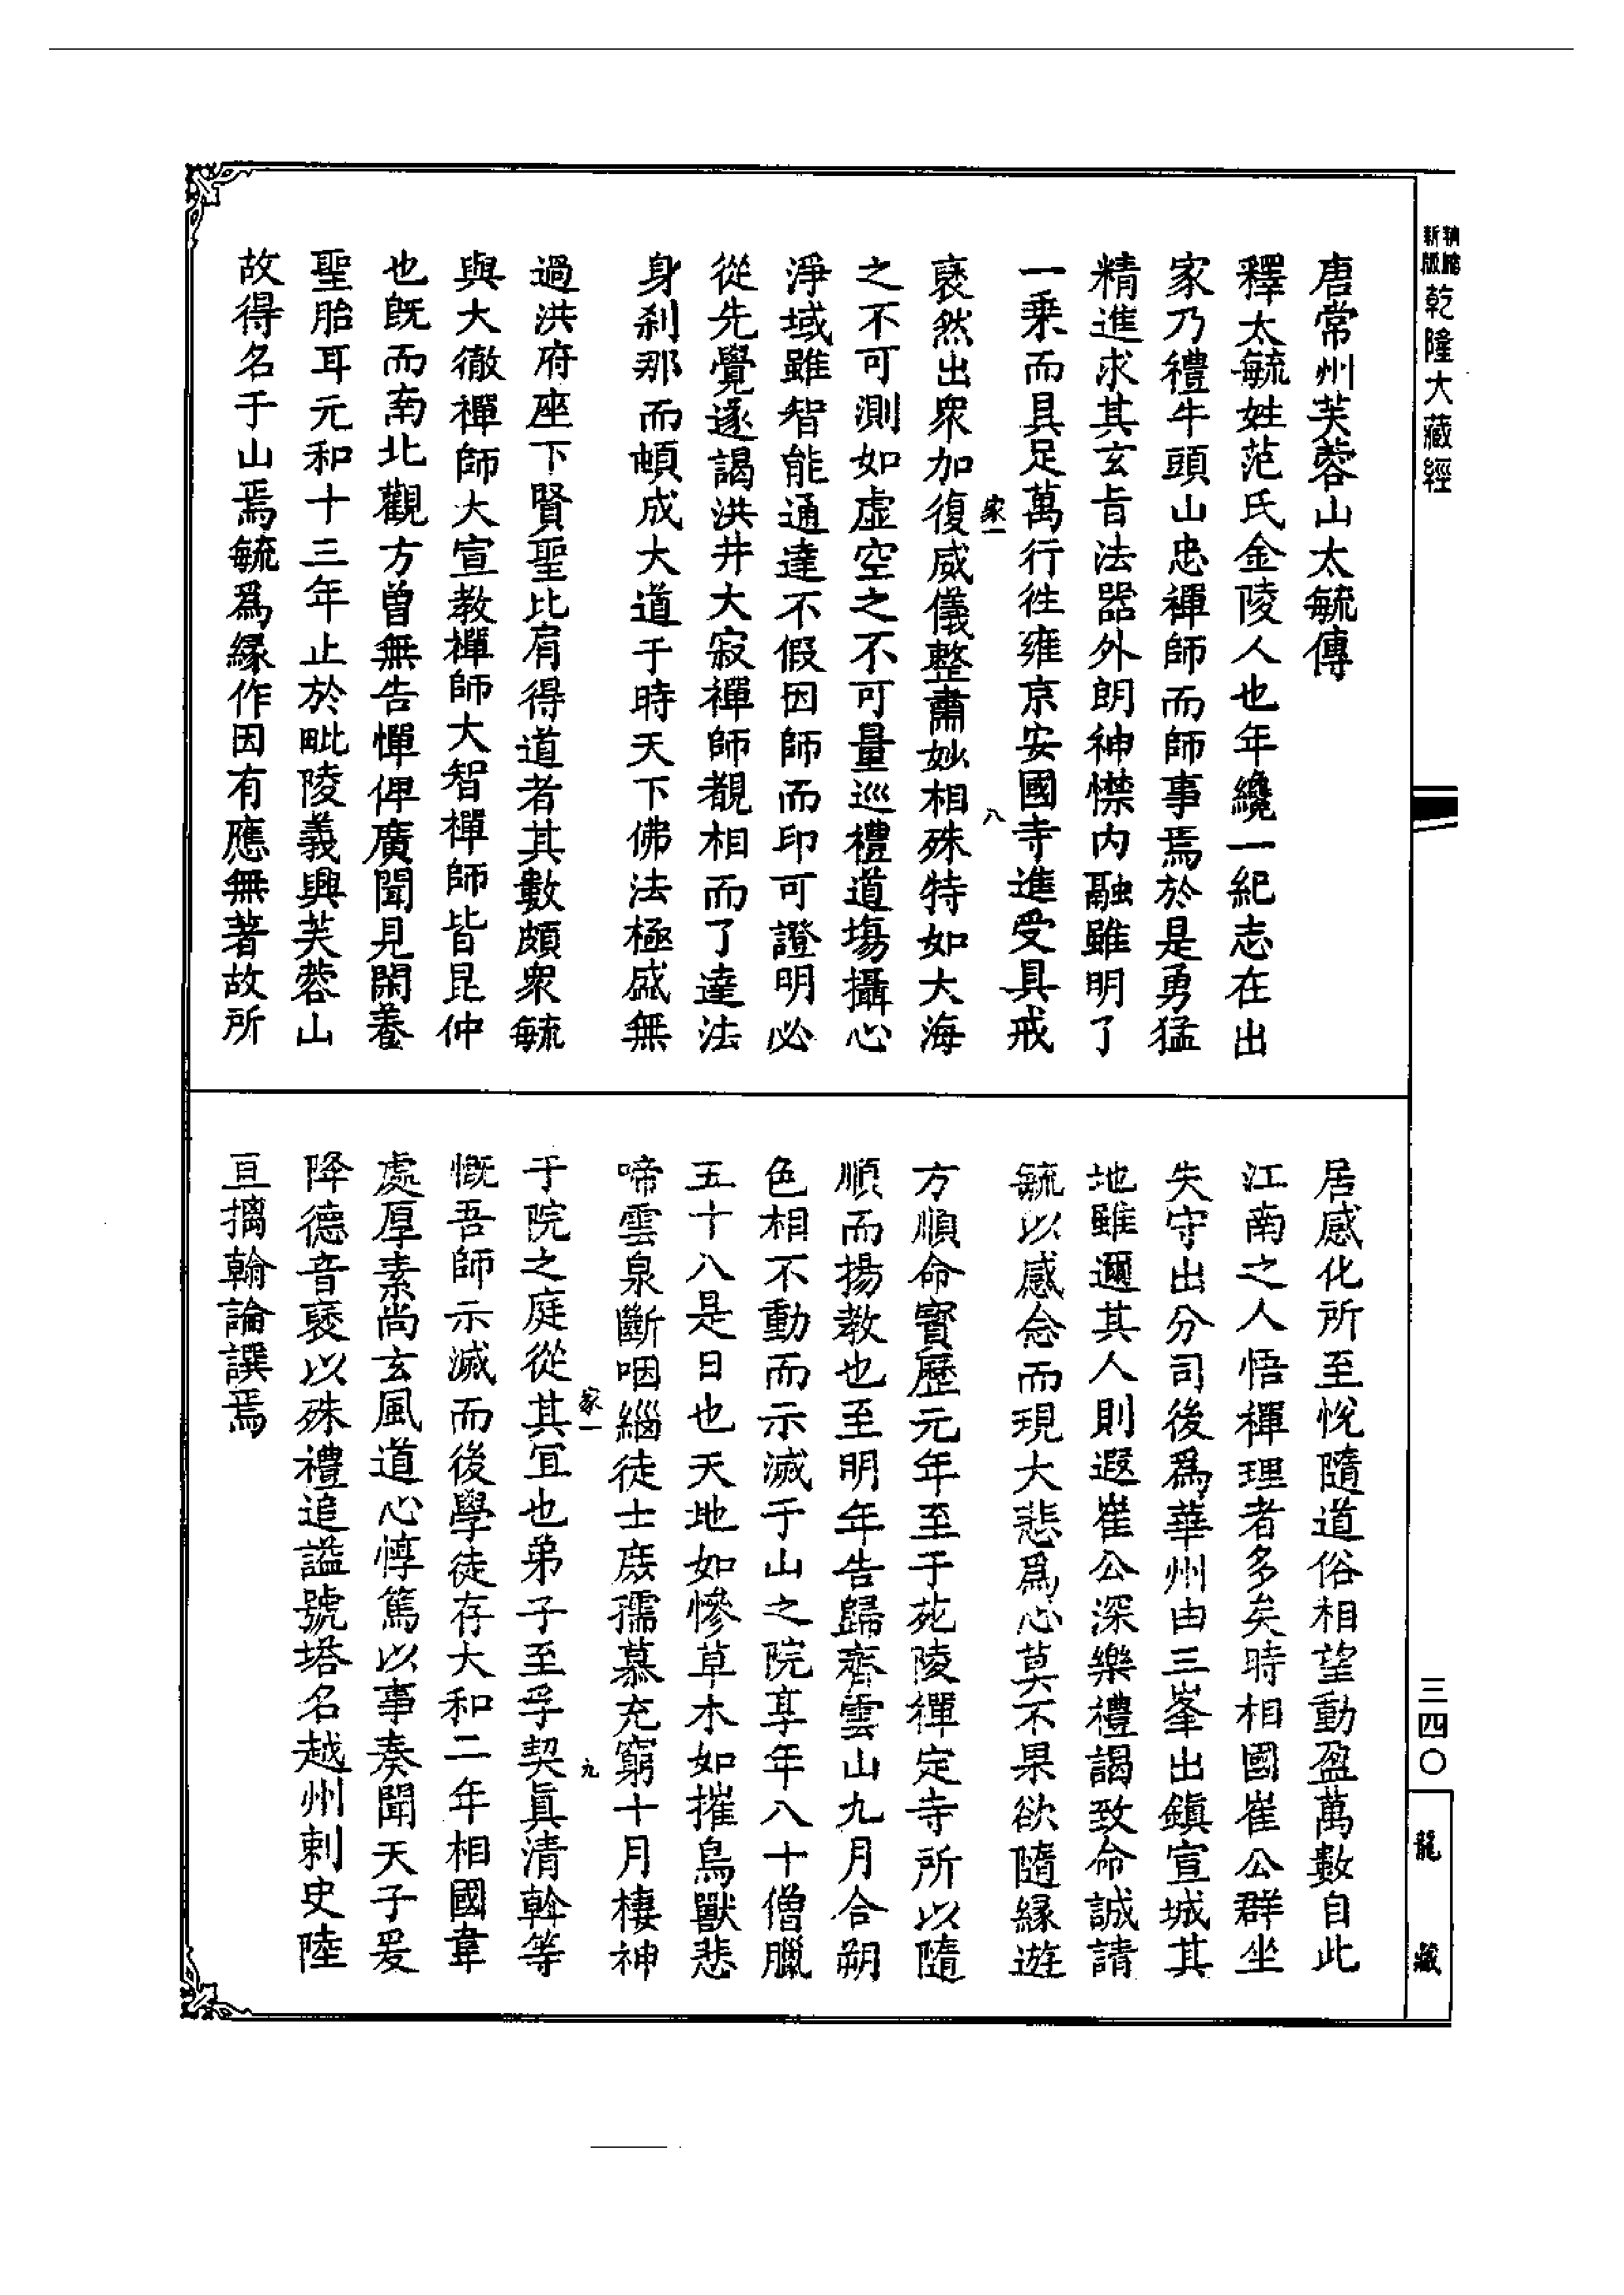 新版
乾隆大藏經
唐常州芙蓉山太毓傳
釋太毓姓范氏金陵人也年纔一紀志在出
家乃禮牛頭山忠禪師而師事焉於是勇猛
精進求其玄旨法器外朗神慧内融雖明了
一乗而具足萬行徃雍京安國寺進受具戒
家一
八
襃然出衆加復威儀整肅妙相殊特如大海
之不可測如虛空之不可量巡禮道場攝心
淨域雖智能通達不假因師而印可證明必
從先覺遂謁洪井大寂禪師覩相而了達法
身刹那而頓成大道于時天下佛法極盛無
過洪府座下賢聖比肩得道者其數頗衆毓
與大徹禪師大宣教禪師大智禪師皆昆仲
也旣而南北觀方曾無告憚俾廣聞見閑養
聖胎耳元和十三年止於毗陵義興芙蓉山
故得名于山焉毓爲緣作因有應無著故所
居感化所至悅隨道俗相望動盈萬數自此
江南之人悟禪理者多矣時相國崔公群坐
失守出分司後爲華州由三峯出鎮宣城其
地雖邇其人則遐崔公深樂禮謁致命誠請
毓以感念而現大悲爲心莫不果欲隨緣遊
方順命寳歷元年至于苑陵禪定寺所以隨
順而揚教也至明年告歸齊雲山九月合朔
色相不動而示滅于山之院享年八十僧臘
五十八是日也天地如慘草木如摧鳥獸悲
啼雲泉斷咽緇徒士庶孺慕充窮十月棲神
于院之庭從其宜也弟子至孚契眞清幹等
家一
九
慨吾師示滅而後學徒存大和二年相國韋
處厚素尚玄風道心惇篤以事奏聞天子爰
降德音襃以殊禮追謚號塔名越州刺史陸
亘摛翰論譔焉
三四〇
龍藏